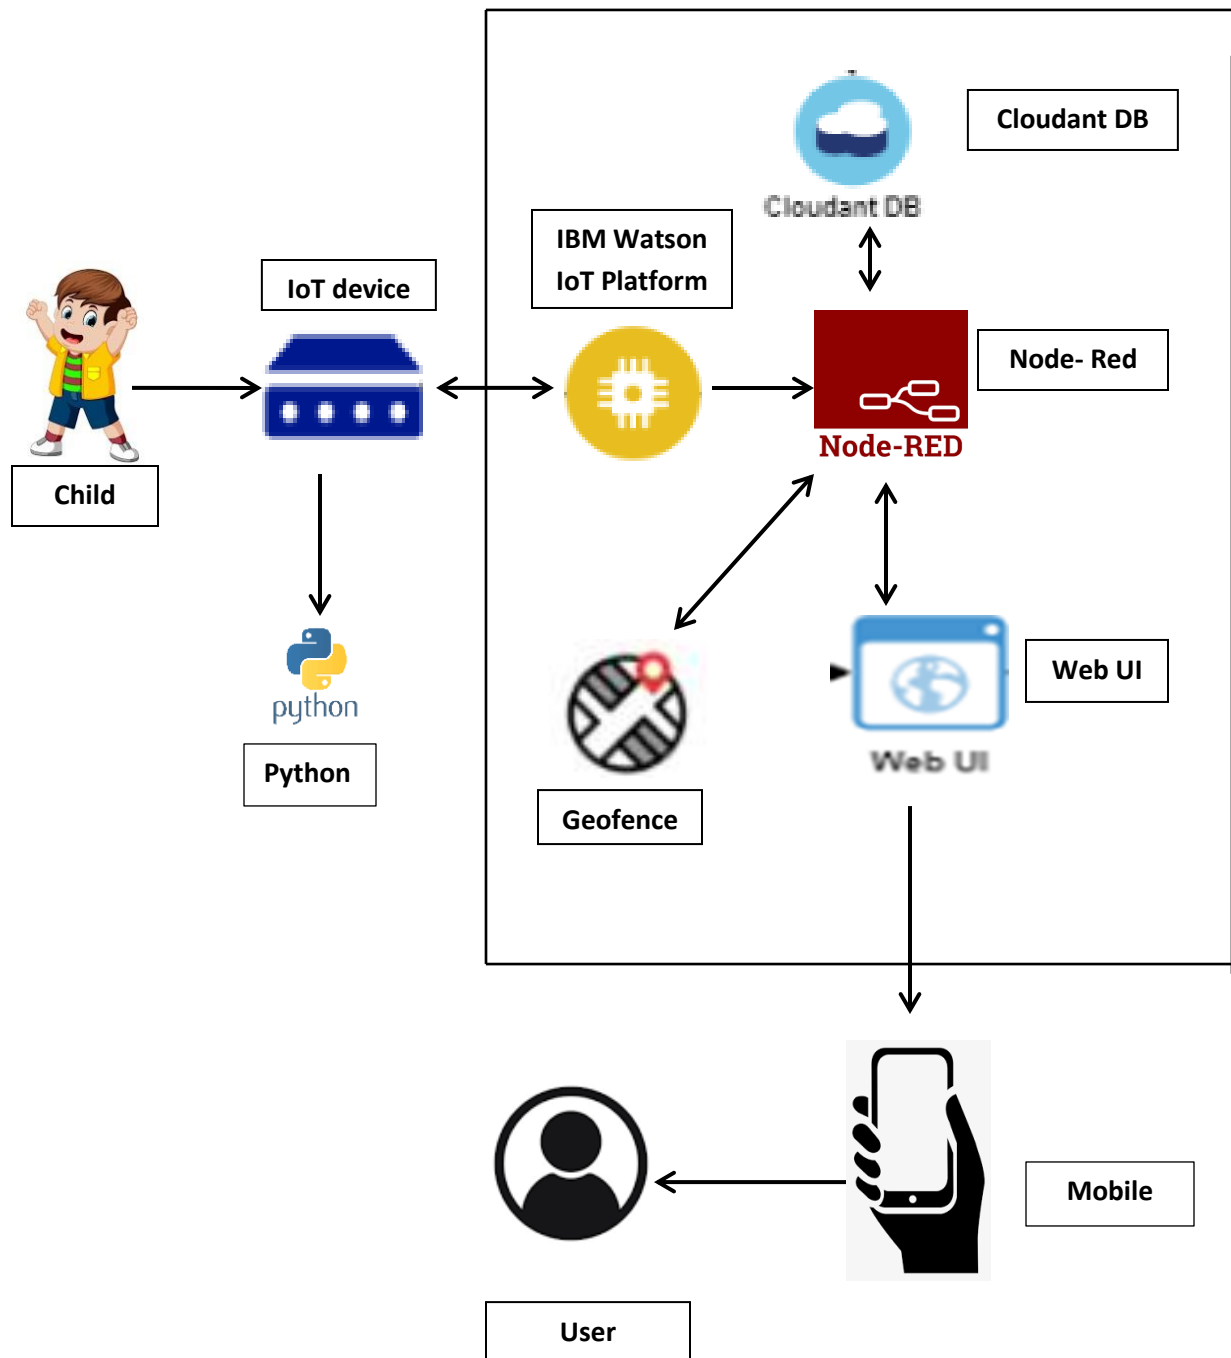 Cloudant DB
Cloudant DB
IBM Watson
IoT Platform
IoT device
Node- Red
Node-RED
Child
python
Python
Web UI
Web UI
Geofence
Mobile
User